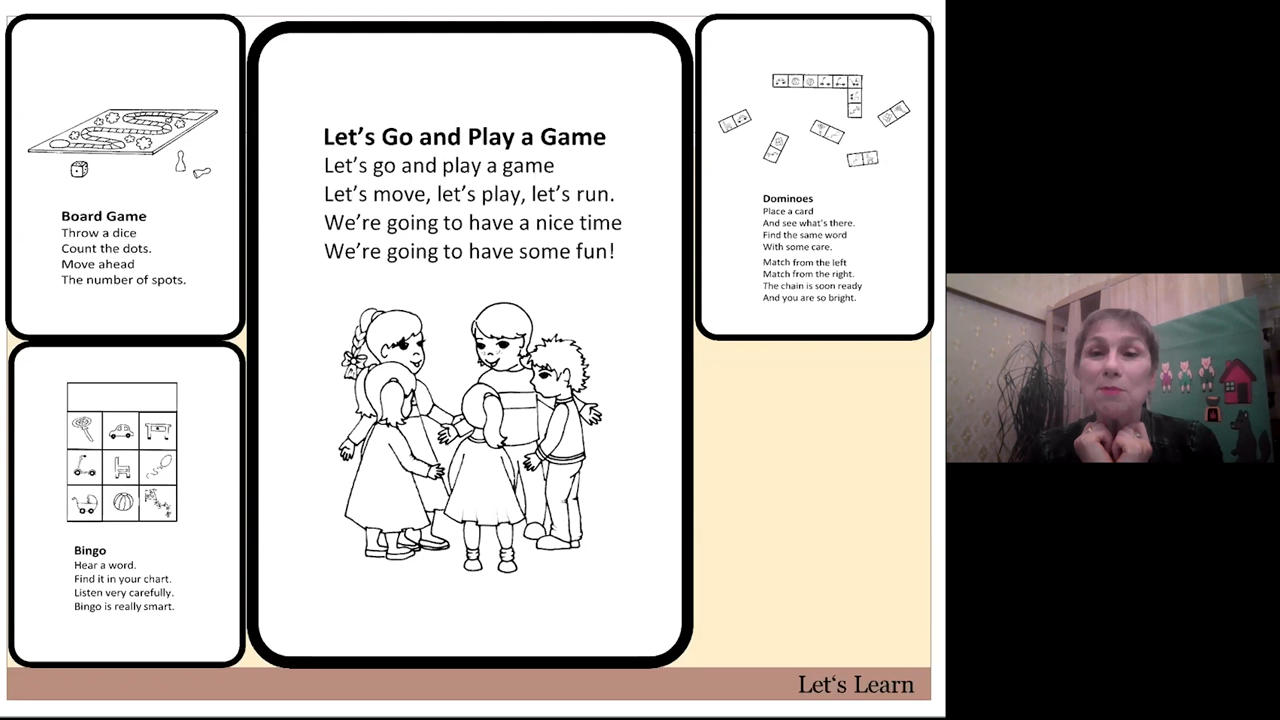 Board Game
Throw a dice
Count the dots.
Move ahead
The number of spots.
Bingo
Hear a word.
Find it in your chart.
Listen very carefully.
Bingo is really smart.
Let's Go and Play a Game
Let's go and play a game
Let's move, let's play, let's run.
We're going to have a nice time
We're going to have some fun!
Dominoes
Place a card
And see what's there.
Find the same word
With some care.
Match from the left
Match from the right.
The chain is soon ready
And you are so bright.
Let‘s Learn